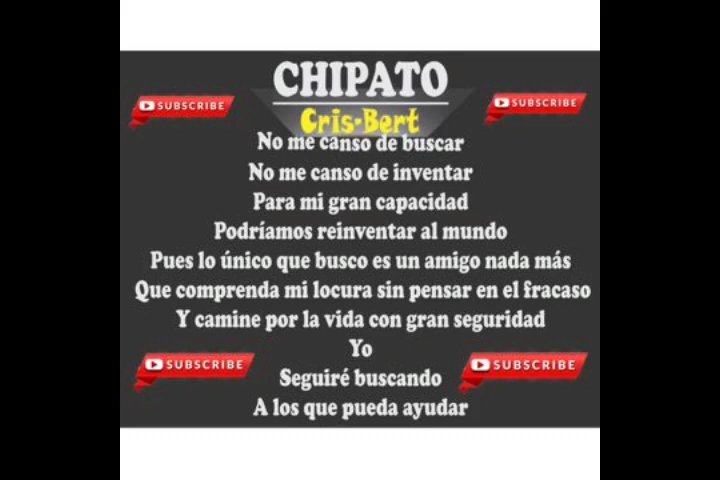 CHIPATO
SUBSCRIBE
SUBSCRIBE
Cris-Bert
No me canso de buscar
No me canso de inventar
Para mi gran capacidad
Podríamos reinventar al mundo
Pues lo único que busco es un amigo nada más
Que comprenda mi locura sin pensar en el fracaso
Y camine por la vida con gran seguridad
Yo
SUBSCRIBE
SUBSCRIBE
Seguiré buscando
A los que pueda ayudar